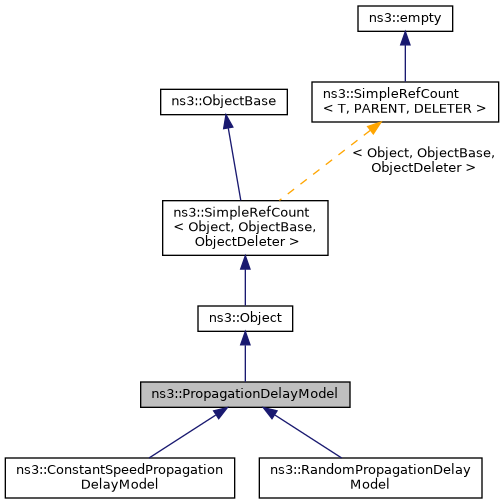 ns3::empty
ns3::SimpleRefCount
< T, PARENT, DELETER >
ns3::ObjectBase
< Object, ObjectBase,
ObjectDeleter >
ns3::SimpleRefCount
< Object, ObjectBase,
ObjectDeleter >
ns3::Object
ns3::PropagationDelayModel
ns3::ConstantSpeedPropagation
DelayModel
ns3::RandomPropagationDelay
Model